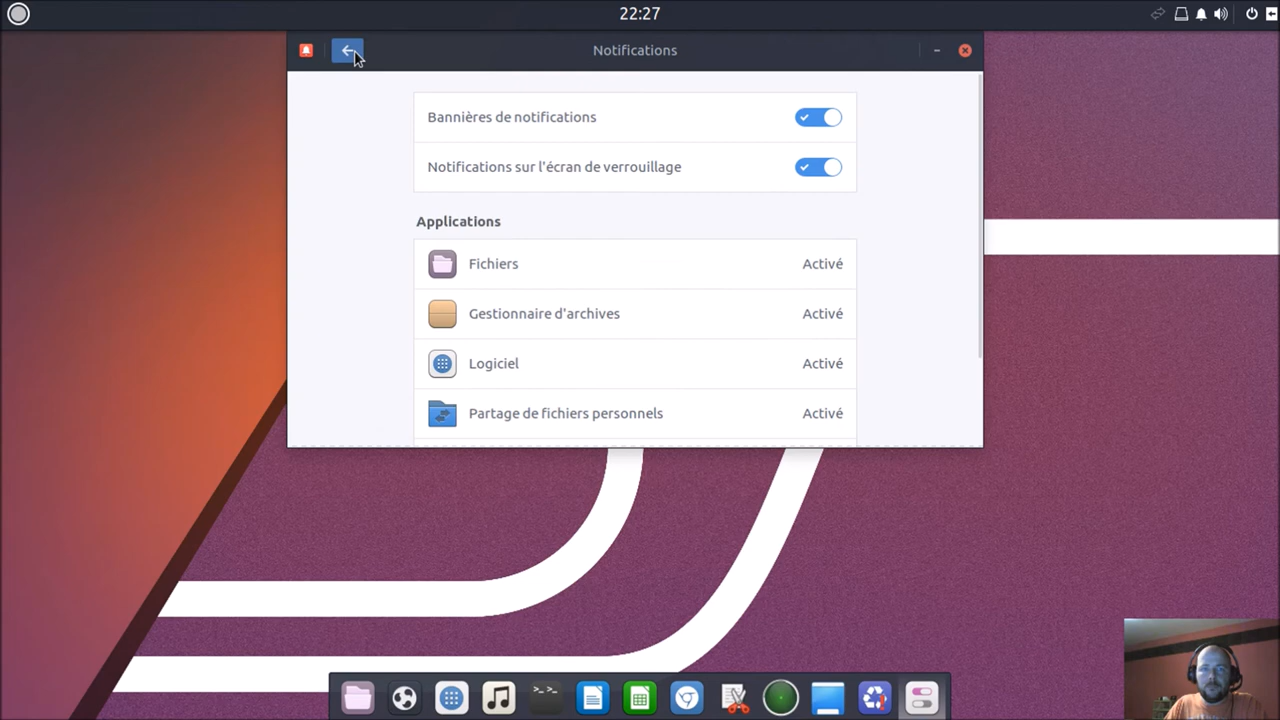 22:27
Notifications
Bannières de notifications
Notifications sur l'écran de verrouillage
Applications
Fichiers Activé
Gestionnaire d'archives Activé
Logiciel Activé
Partage de fichiers personnels Activé
>_ >_